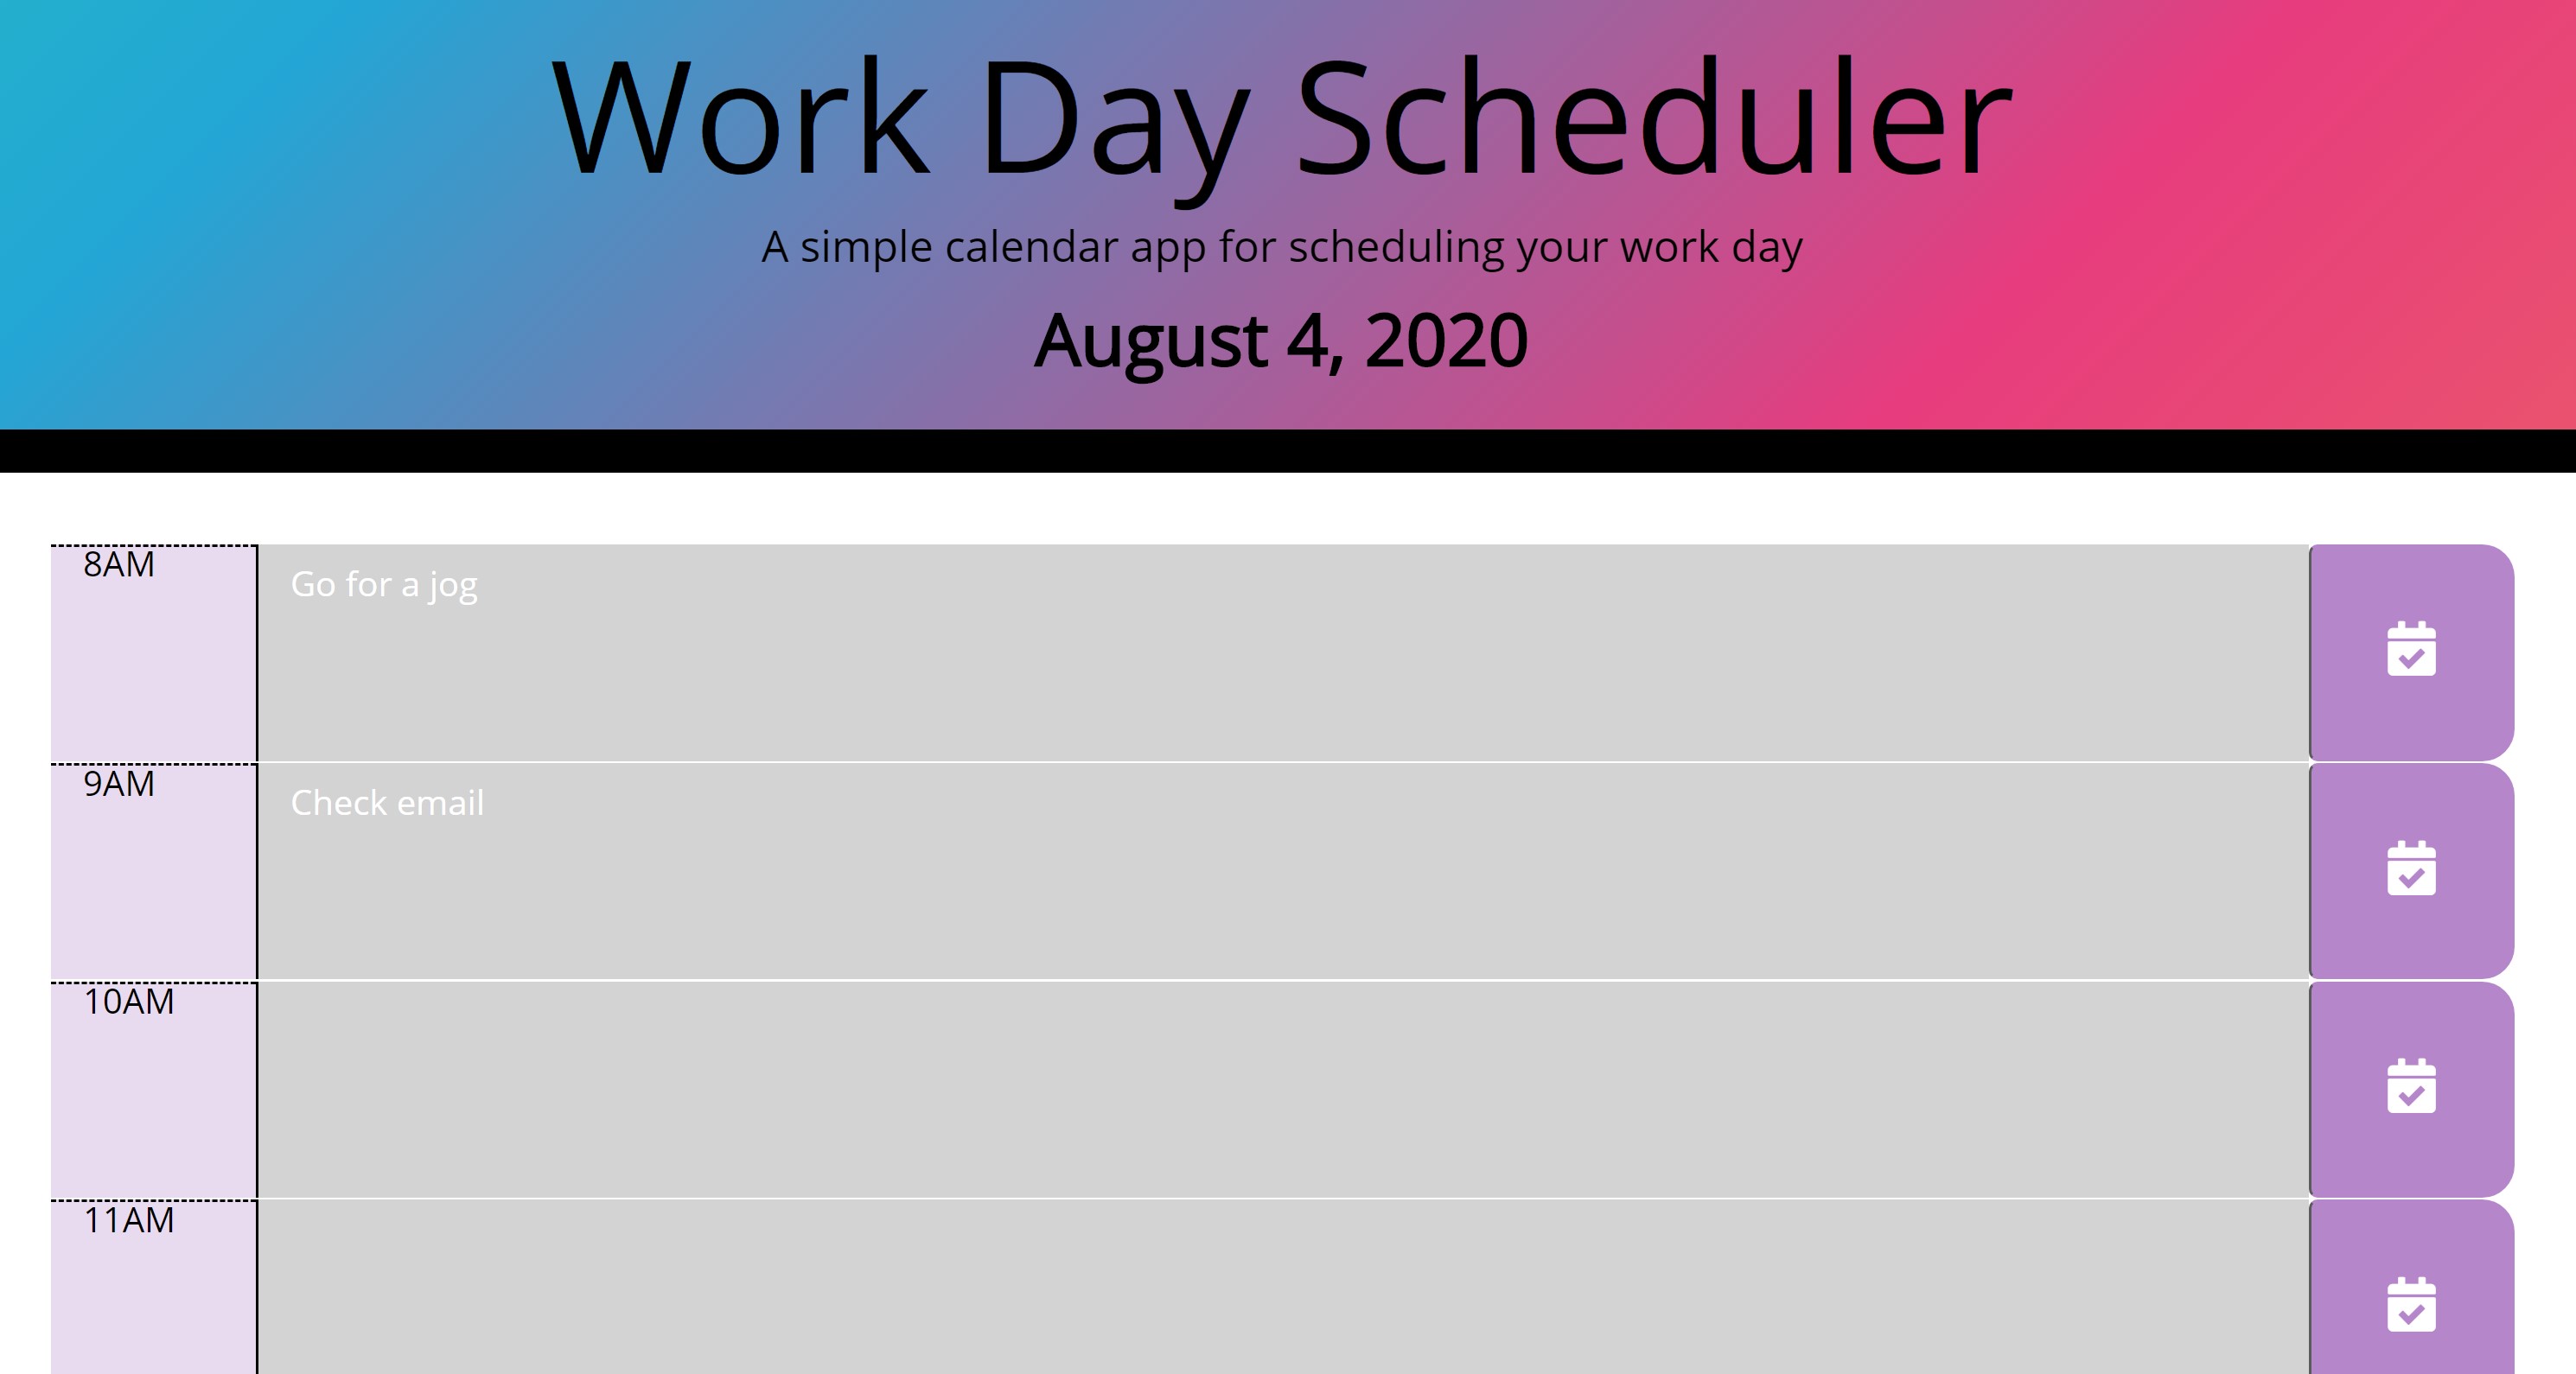 Work Day Scheduler
A simple calendar app for scheduling your work day
August 4, 2020
8AM
Go for a jog
9AM
Check email
10AM
11AM